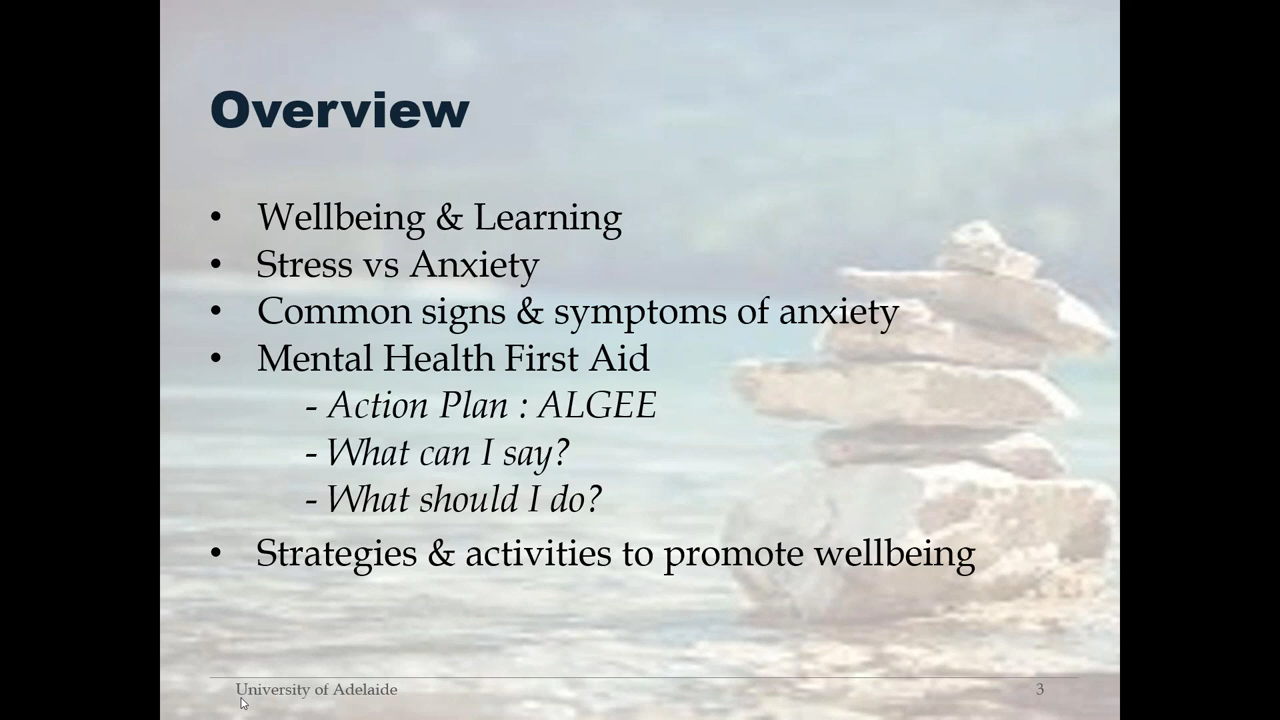 Overview
• Wellbeing & Learning
• Stress vs Anxiety
• Common signs & symptoms of anxiety
• Mental Health First Aid
- Action Plan : ALGEE
- What can I say?
- What should I do?
• Strategies & activities to promote wellbeing
University of Adelaide 3